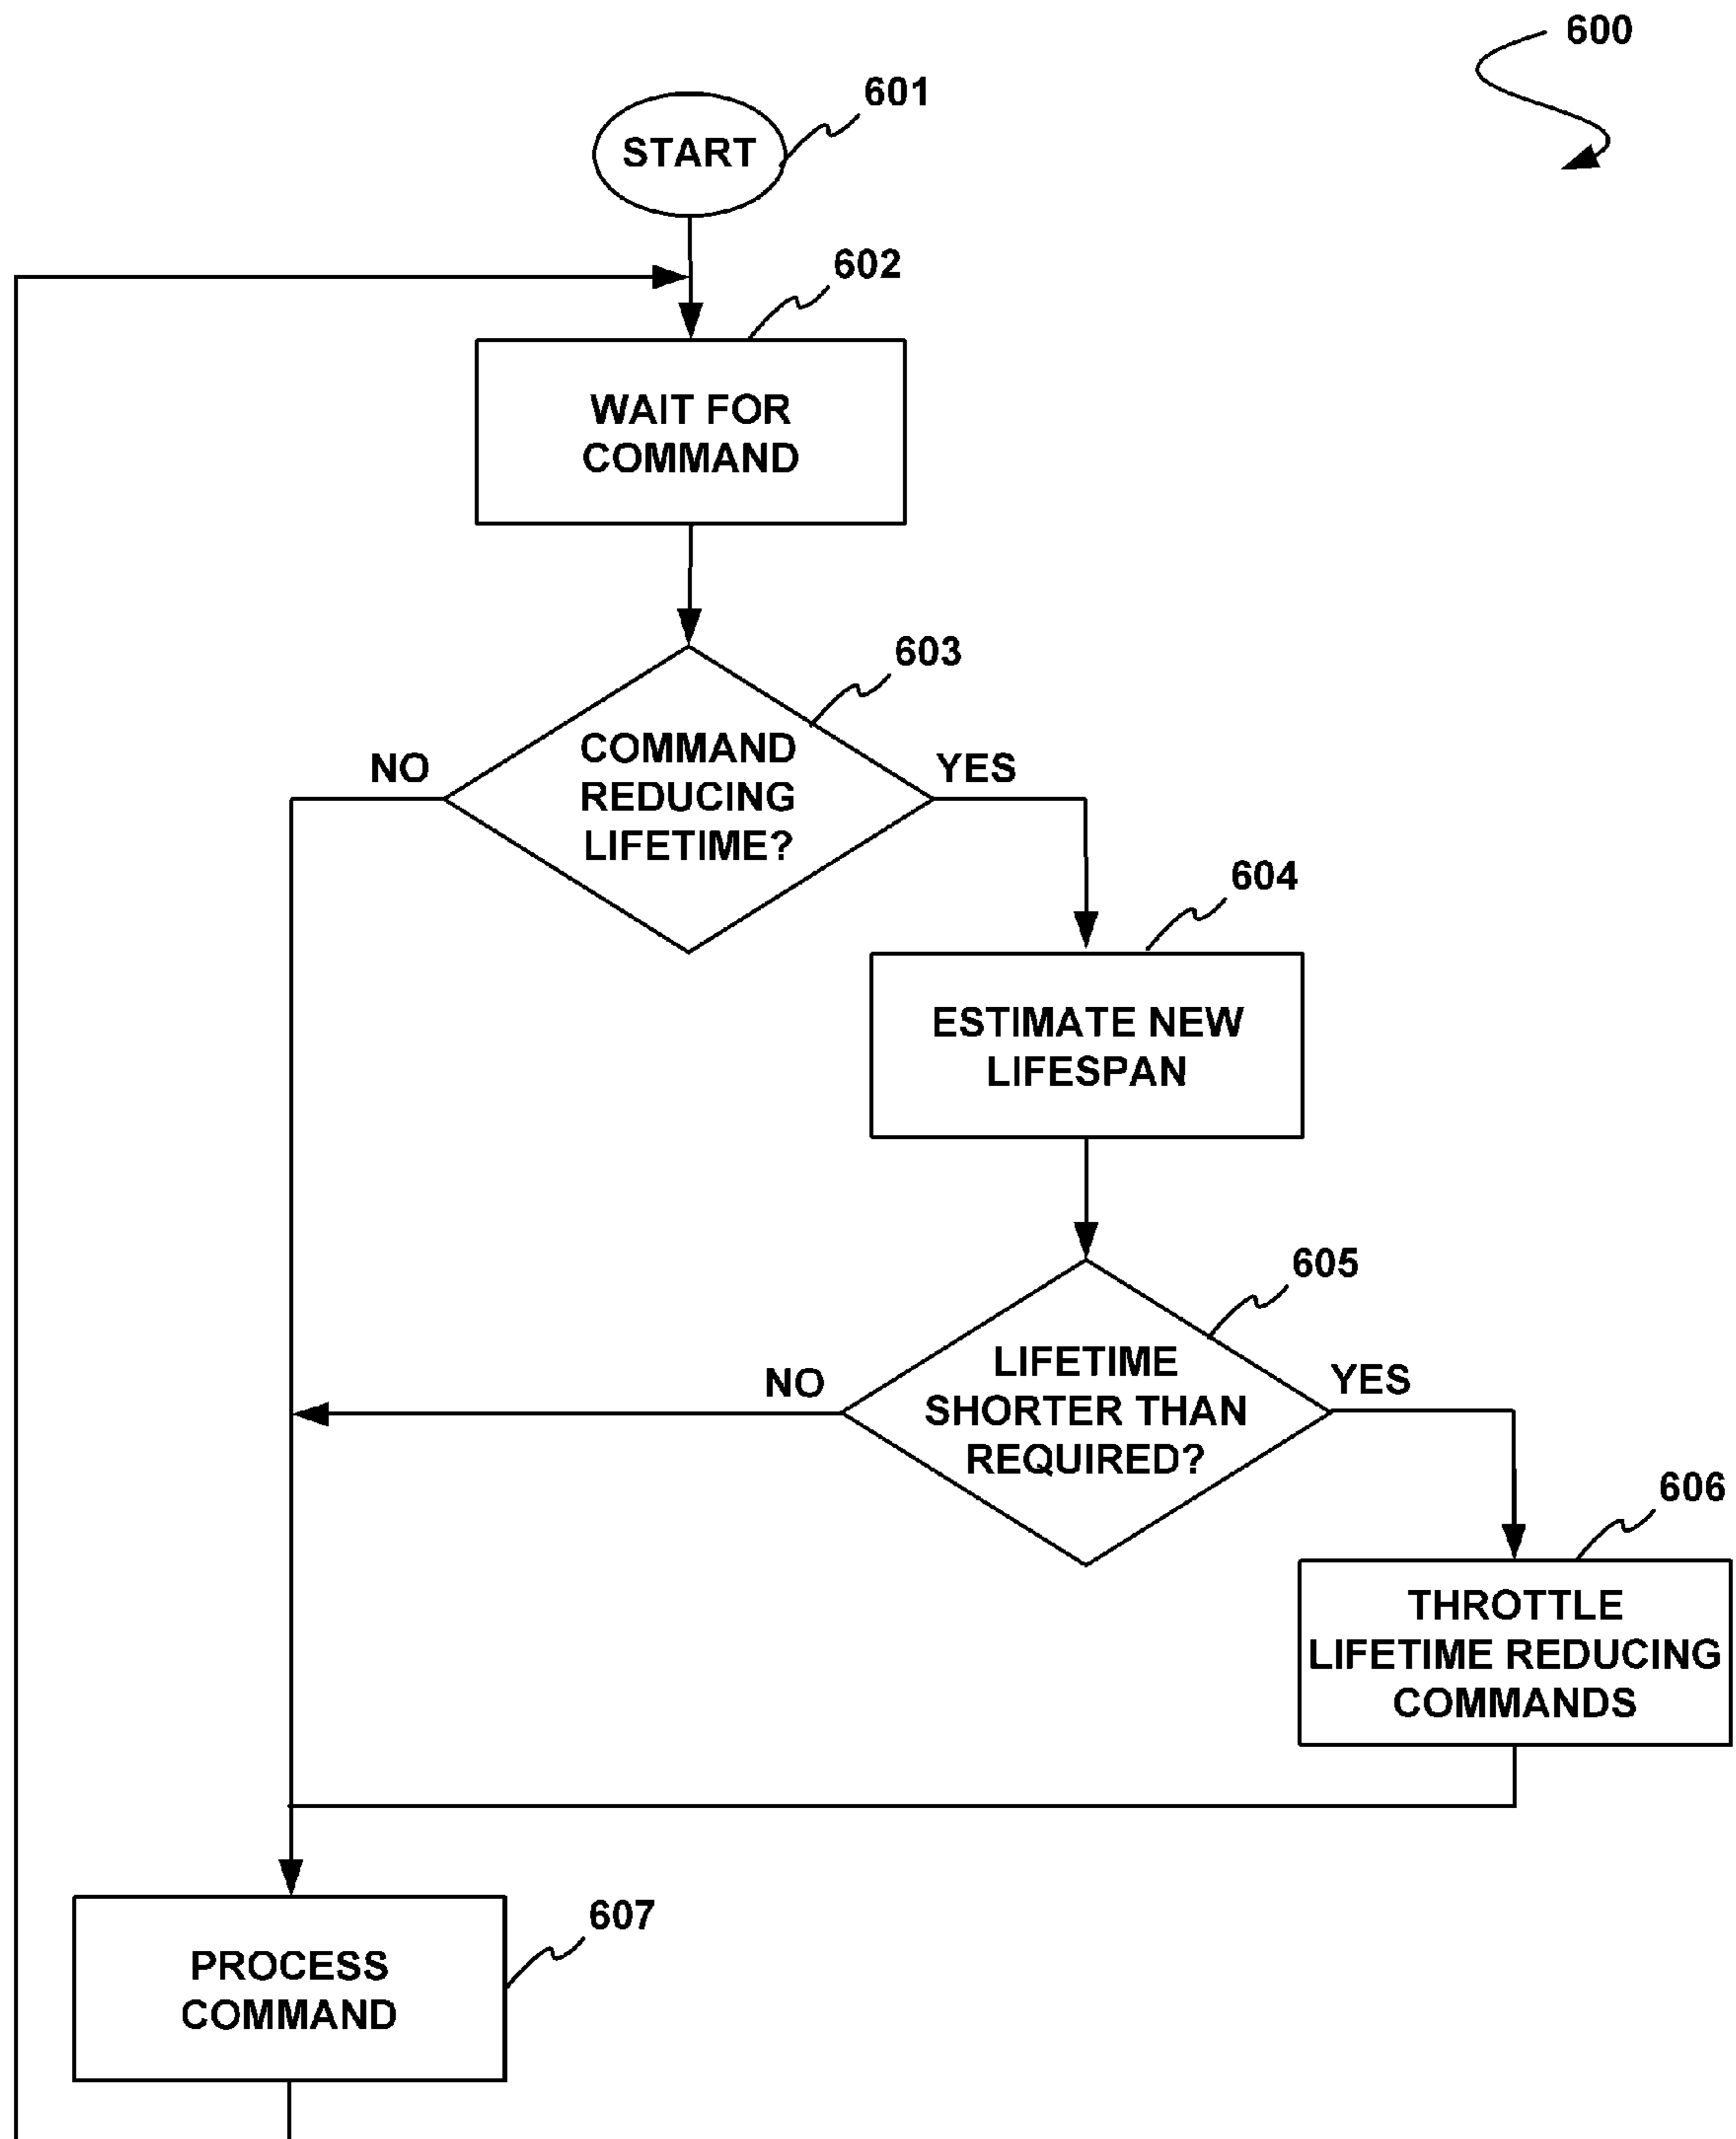 600
601
START
602
WAIT FOR
COMMAND
603
NO
YES
COMMAND
REDUCING
LIFETIME?
604
ESTIMATE NEW
LIFESPAN
605
NO
YES
LIFETIME
SHORTER THAN
REQUIRED?
606
THROTTLE
LIFETIME REDUCING
COMMANDS
607
PROCESS
COMMAND